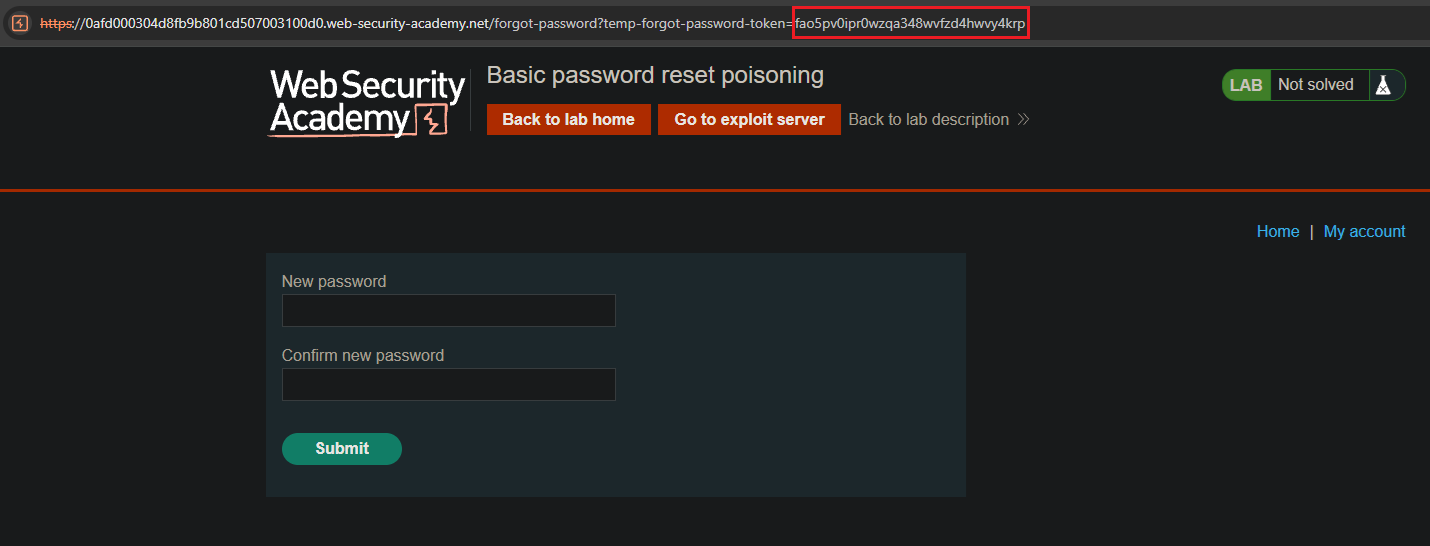 https://0afd000304d8fb9b801cd507003100d0.web-security-academy.net/forgot-password?temp-forgot-password-token=fao5pv0ipr0wzqa348wvfzd4hwvy4krp
Web Security
Academy
Basic password reset poisoning
Back to lab home
Go to exploit server
Back to lab description
LAB
Not solved
Home | My account
New password
Confirm new password
Submit